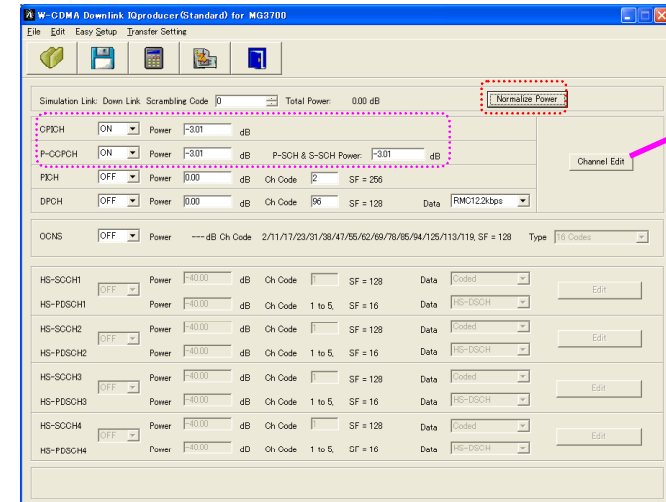 W-CDMA Downlink IQproducer(Standard) for MG3700
File Edit Easy Setup Transfer Setting
Simulation Link: Down Link Scrambling Code 0 Total Power: 0.00 dB Normalize Power
CPICH ON Power -3.01 dB
P-CCPCH ON Power -3.01 dB P-SCH & S-SCH Power: -3.01 dB
Channel Edit
PICH OFF Power 0.00 dB Ch Code 2 SF = 256
DPCH OFF Power 0.00 dB Ch Code 96 SF = 128 Data RMC12.2kbps
OCNS OFF Power ---dB Ch Code 2/11/17/23/31/38/47/55/62/69/78/85/94/125/113/119, SF = 128 Type 16 Codes
HS-SCCH1 OFF Power -40.00 dB Ch Code 1 SF = 128 Data Coded Edit
HS-PDSCH1 Power -40.00 dB Ch Code 1 to 5, SF = 16 Data HS-DSCH
HS-SCCH2 OFF Power -40.00 dB Ch Code 1 SF = 128 Data Coded Edit
HS-PDSCH2 Power -40.00 dB Ch Code 1 to 5, SF = 16 Data HS-DSCH
HS-SCCH3 OFF Power -40.00 dB Ch Code 1 SF = 128 Data Coded Edit
HS-PDSCH3 Power -40.00 dB Ch Code 1 to 5, SF = 16 Data HS-DSCH
HS-SCCH4 OFF Power -40.00 dB Ch Code 1 SF = 128 Data Coded Edit
HS-PDSCH4 Power -40.00 dB Ch Code 1 to 5, SF = 16 Data HS-DSCH